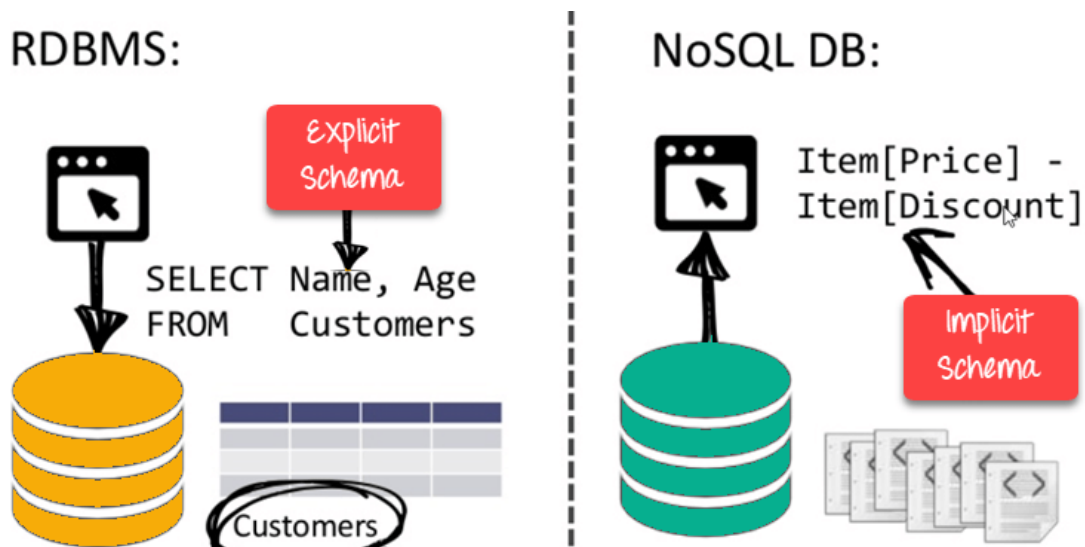 RDBMS:
Explicit
Schema
SELECT Name, Age
FROM Customers
Customers
NoSQL DB:
Item[Price] -
Item[Discount]
Implicit
Schema